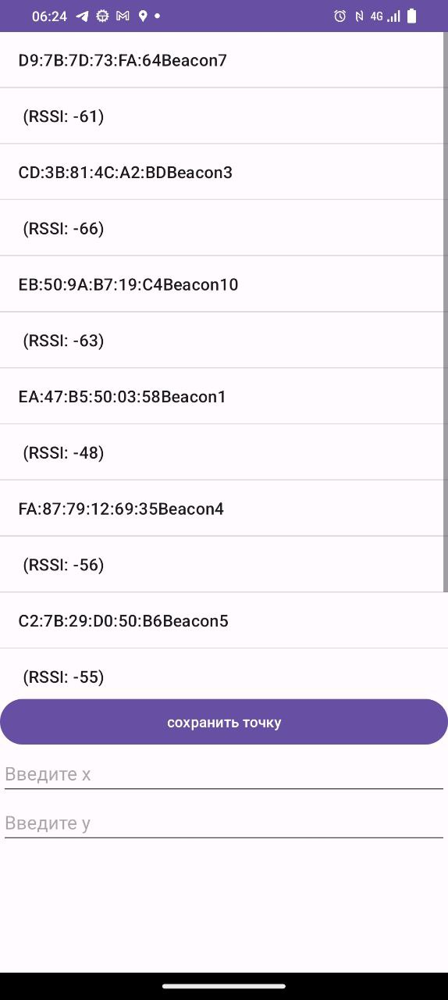 06:24 4G
D9:7B:7D:73:FA:64Beacon7
(RSSI: -61)
CD:3B:81:4C:A2:BDBeacon3
(RSSI: -66)
EB:50:9A:B7:19:C4Beacon10
(RSSI: -63)
EA:47:B5:50:03:58Beacon1
(RSSI: -48)
FA:87:79:12:69:35Beacon4
(RSSI: -56)
C2:7B:29:D0:50:B6Beacon5
(RSSI: -55)
сохранить точку
Введите x
Введите y